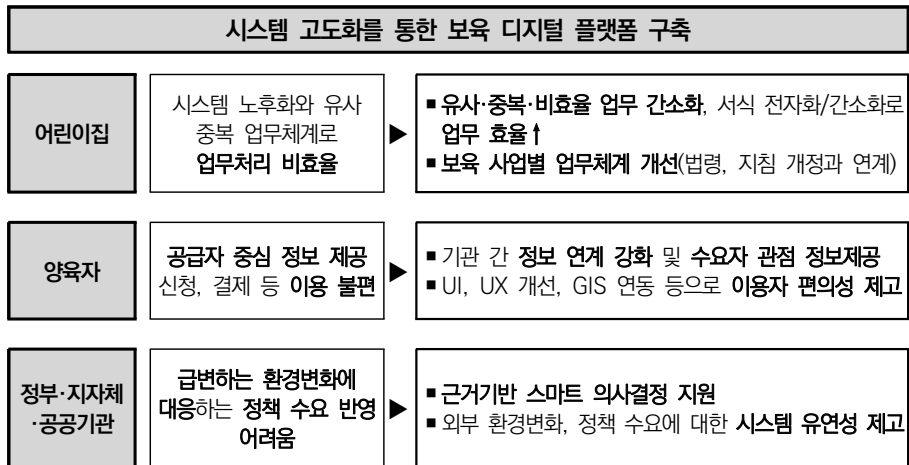 시스템 고도화를 통한 보육 디지털 플랫폼 구축
어린이집
시스템 노후화와 유사
중복 업무체계로
업무처리 비효율
▶
▪ 유사·중복·비효율 업무 간소화, 서식 전자화/간소화로
업무 효율↑
▪ 보육 사업별 업무체계 개선(법령, 지침 개정과 연계)
양육자
공급자 중심 정보 제공
신청, 결제 등 이용 불편
▶
▪ 기관 간 정보 연계 강화 및 수요자 관점 정보제공
▪ UI, UX 개선, GIS 연동 등으로 이용자 편의성 제고
정부·지자체
·공공기관
급변하는 환경변화에
대응하는 정책 수요 반영
어려움
▶
▪ 근거기반 스마트 의사결정 지원
▪ 외부 환경변화, 정책 수요에 대한 시스템 유연성 제고